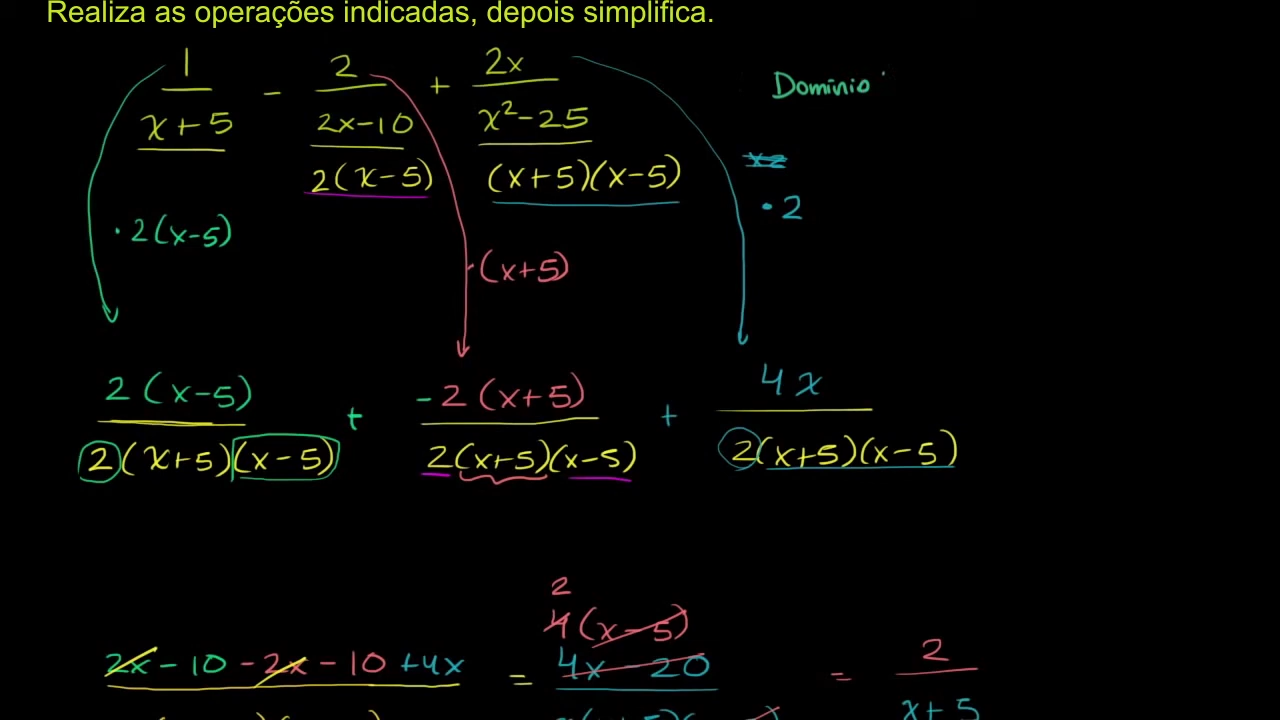 Realiza as operações indicadas, depois simplifica.
1 / x+5 - 2 / 2x-10 + 2x / x²-25
Domínio
2(x-5) (x+5)(x-5)
x2
· 2
· 2(x-5)
· (x+5)
2(x-5) / 2(x+5)(x-5) + -2(x+5) / 2(x+5)(x-5) + 4x / 2(x+5)(x-5)
2
4(x-5)
2x-10-2x-10+4x = 4x-20 = 2 / x+5